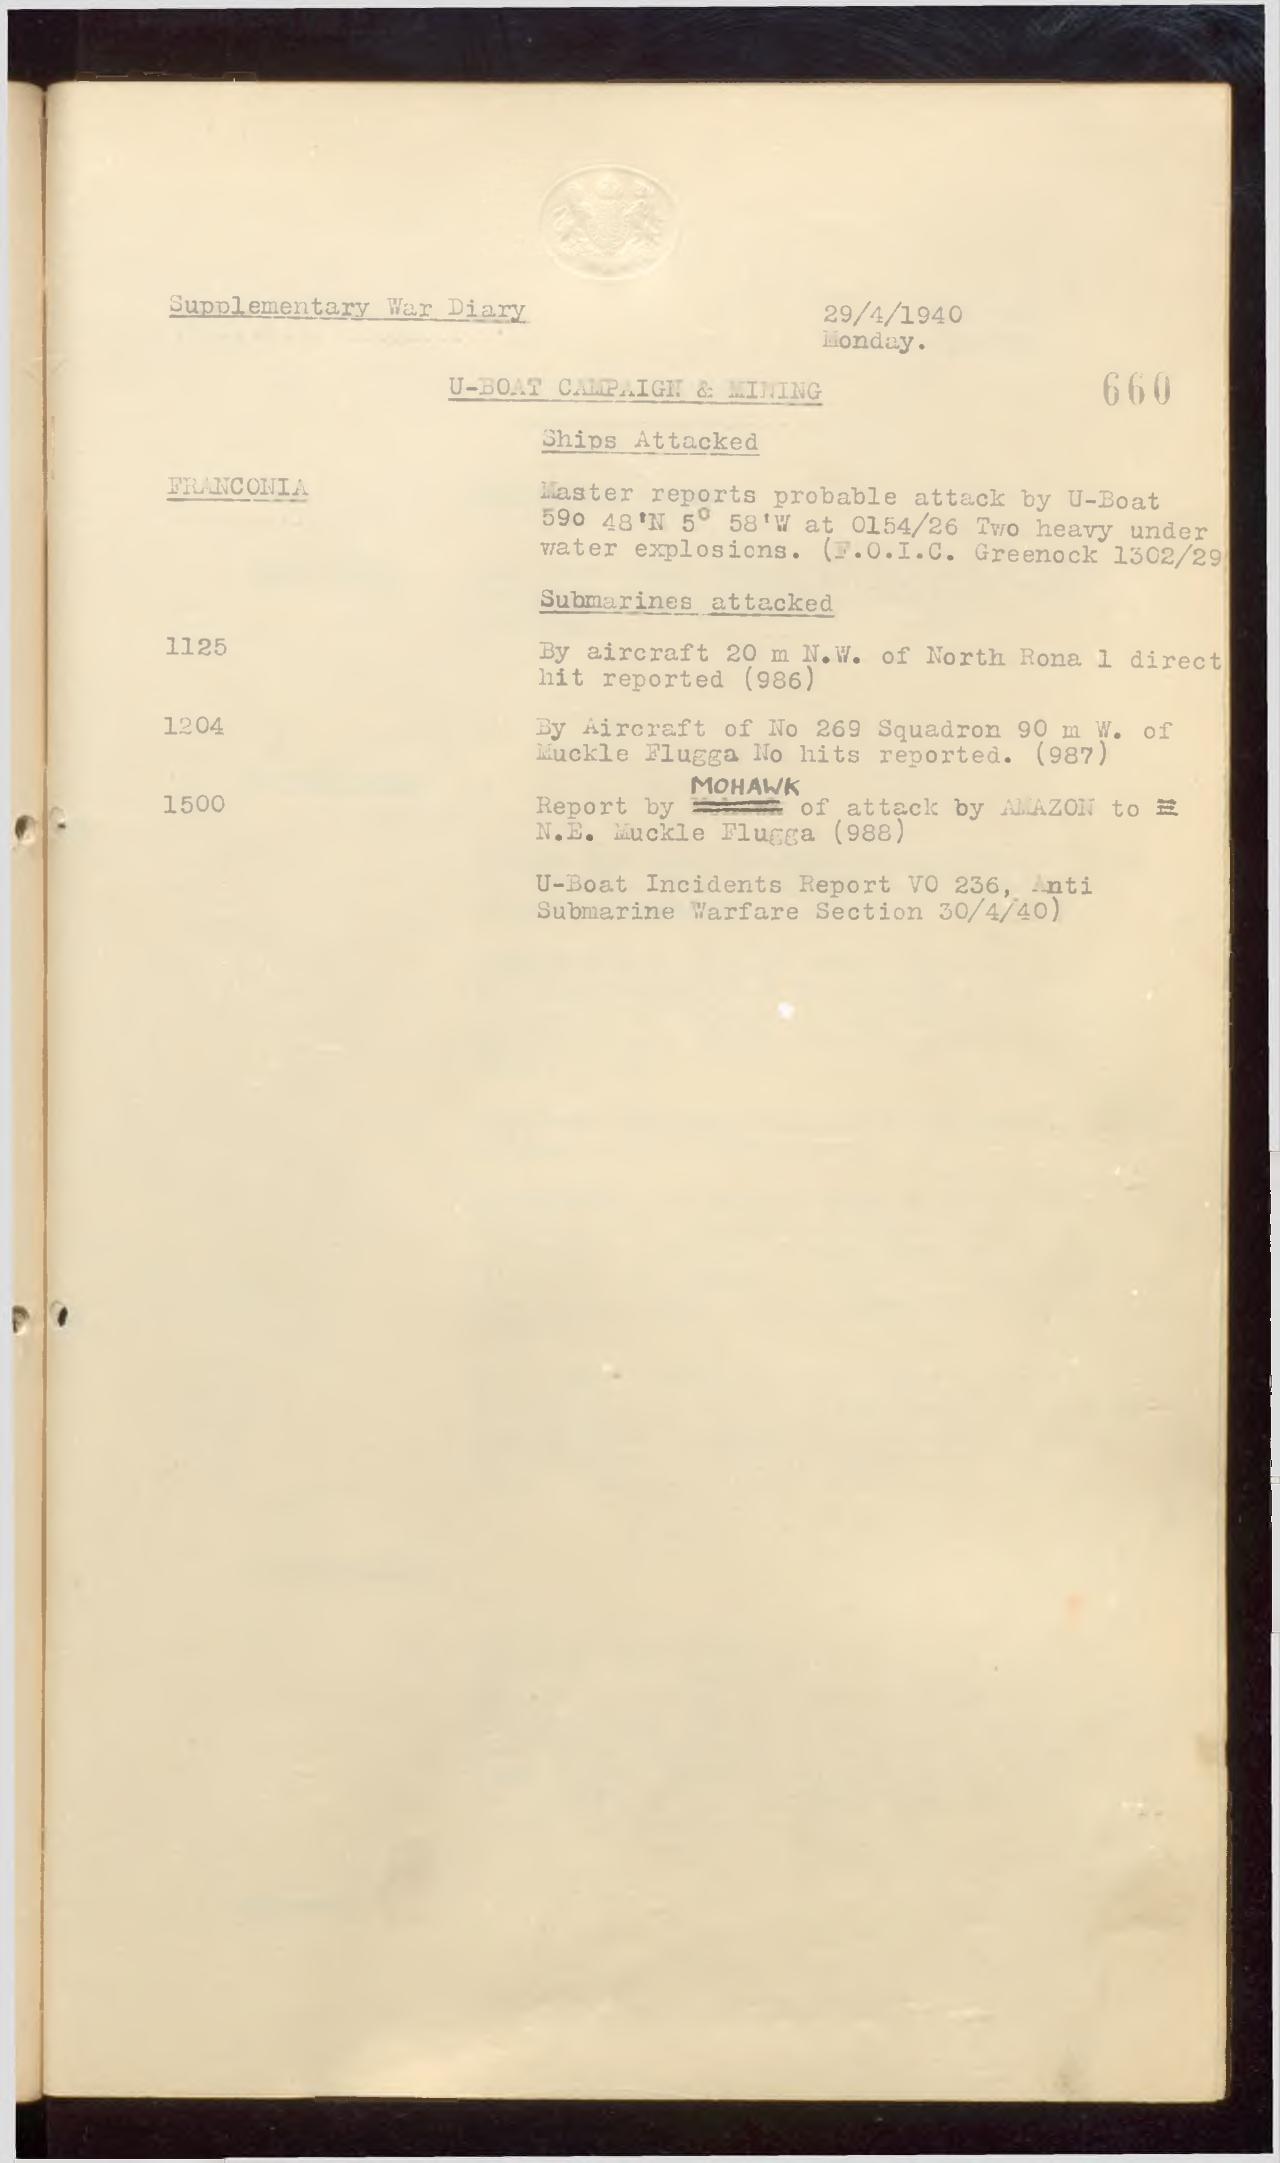 Supplementary War Diary
29/4/1940
Monday.
U-BOAT CAMPAIGN & MINING
660
Ships Attacked
FRANCONIA
Master reports probable attack by U-Boat
59o 48'N 5° 58'W at 0154/26 Two heavy under
water explosions. (F.O.I.C. Greenock 1302/29
Submarines attacked
1125
By aircraft 20 m N.W. of North Rona 1 direct
hit reported (986)
1204
By Aircraft of No 269 Squadron 90 m W. of
Muckle Flugga No hits reported. (987)
MOHAWK
1500
Report by of attack by AMAZON to
N.E. Muckle Flugga (988)
U-Boat Incidents Report VO 236, Anti
Submarine Warfare Section 30/4/40)